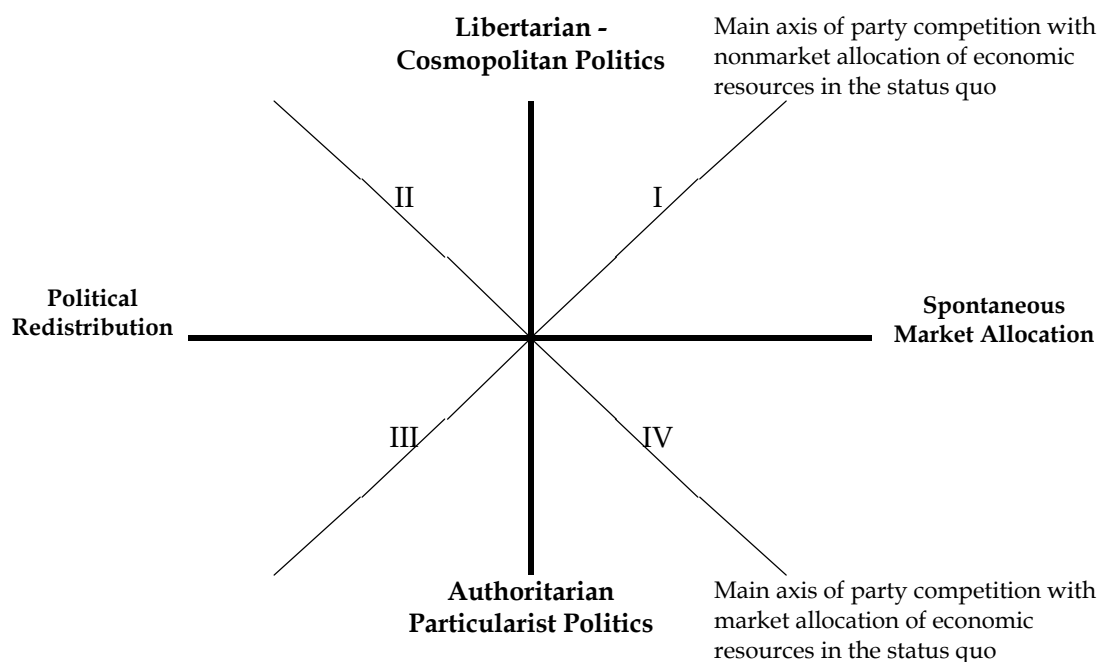 Libertarian -
Cosmopolitan Politics
Main axis of party competition with
nonmarket allocation of economic
resources in the status quo
II
I
Political
Redistribution
Spontaneous
Market Allocation
III
IV
Authoritarian
Particularist Politics
Main axis of party competition with
market allocation of economic
resources in the status quo